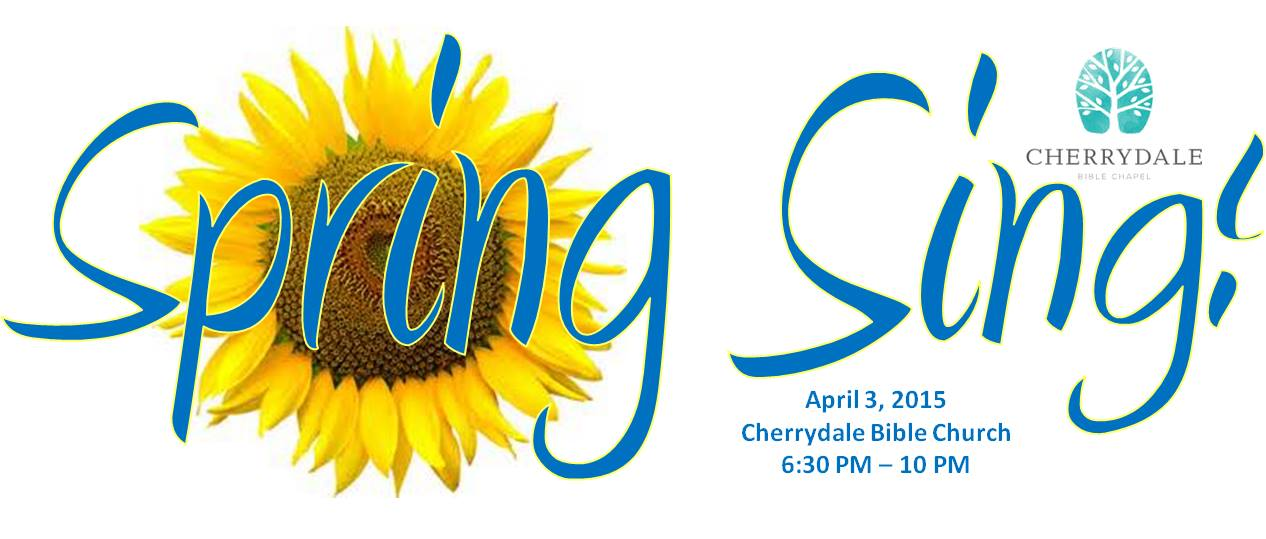 Spring Sing!
CHERRYDALE
BIBLE CHAPEL
April 3, 2015
Cherrydale Bible Church
6:30 PM – 10 PM